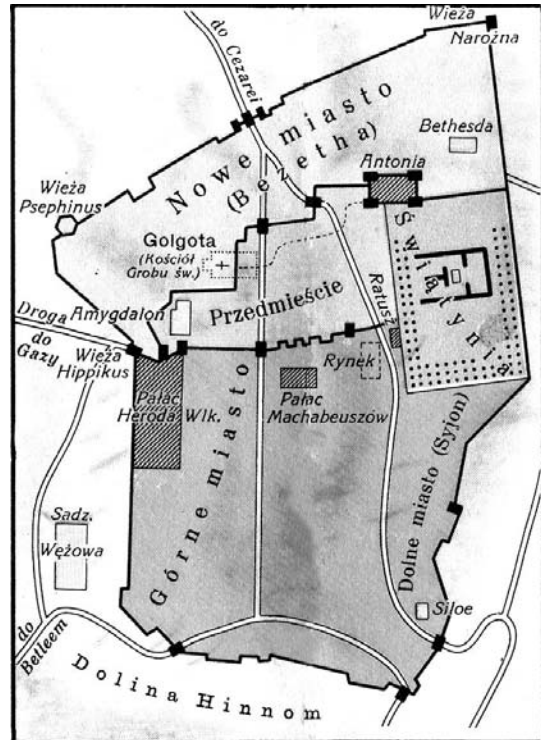 Wieża
Narożna
do Cezarei
Nowe miasto
(Bezetha)
Bethesda
Antonia
Wieża
Psephinus
Golgota
(Kościół
Grobu św.)
Świątynia
Amygdalon
Przedmieście
Ratusz
Droga
do
Gazy
Wieża
Hippikus
Rynek
Pałac
Heroda Wlk.
Pałac
Machabeuszów
Górne miasto
Dolne miasto (Syjon)
Sadz.
Wężowa
Siloe
do
Betleem
Dolina Hinnom